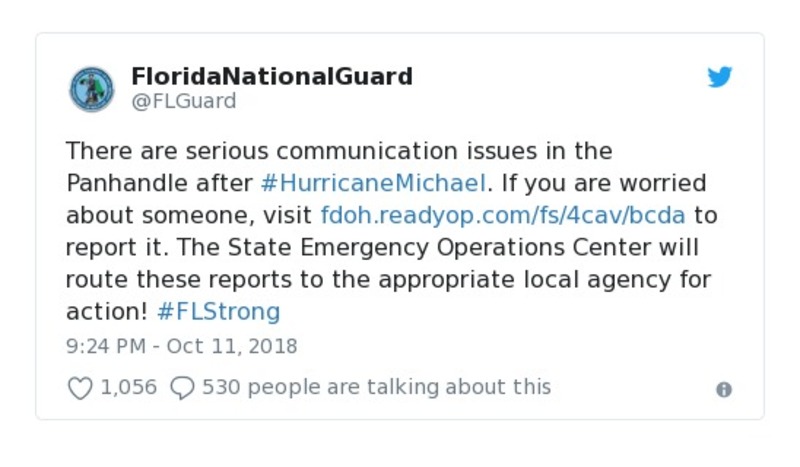 FloridaNationalGuard
@FLGuard
There are serious communication issues in the
Panhandle after #HurricaneMichael. If you are worried
about someone, visit fdoh.readyop.com/fs/4cav/bcda to
report it. The State Emergency Operations Center will
route these reports to the appropriate local agency for
action! #FLStrong
9:24 PM - Oct 11, 2018
1,056 530 people are talking about this